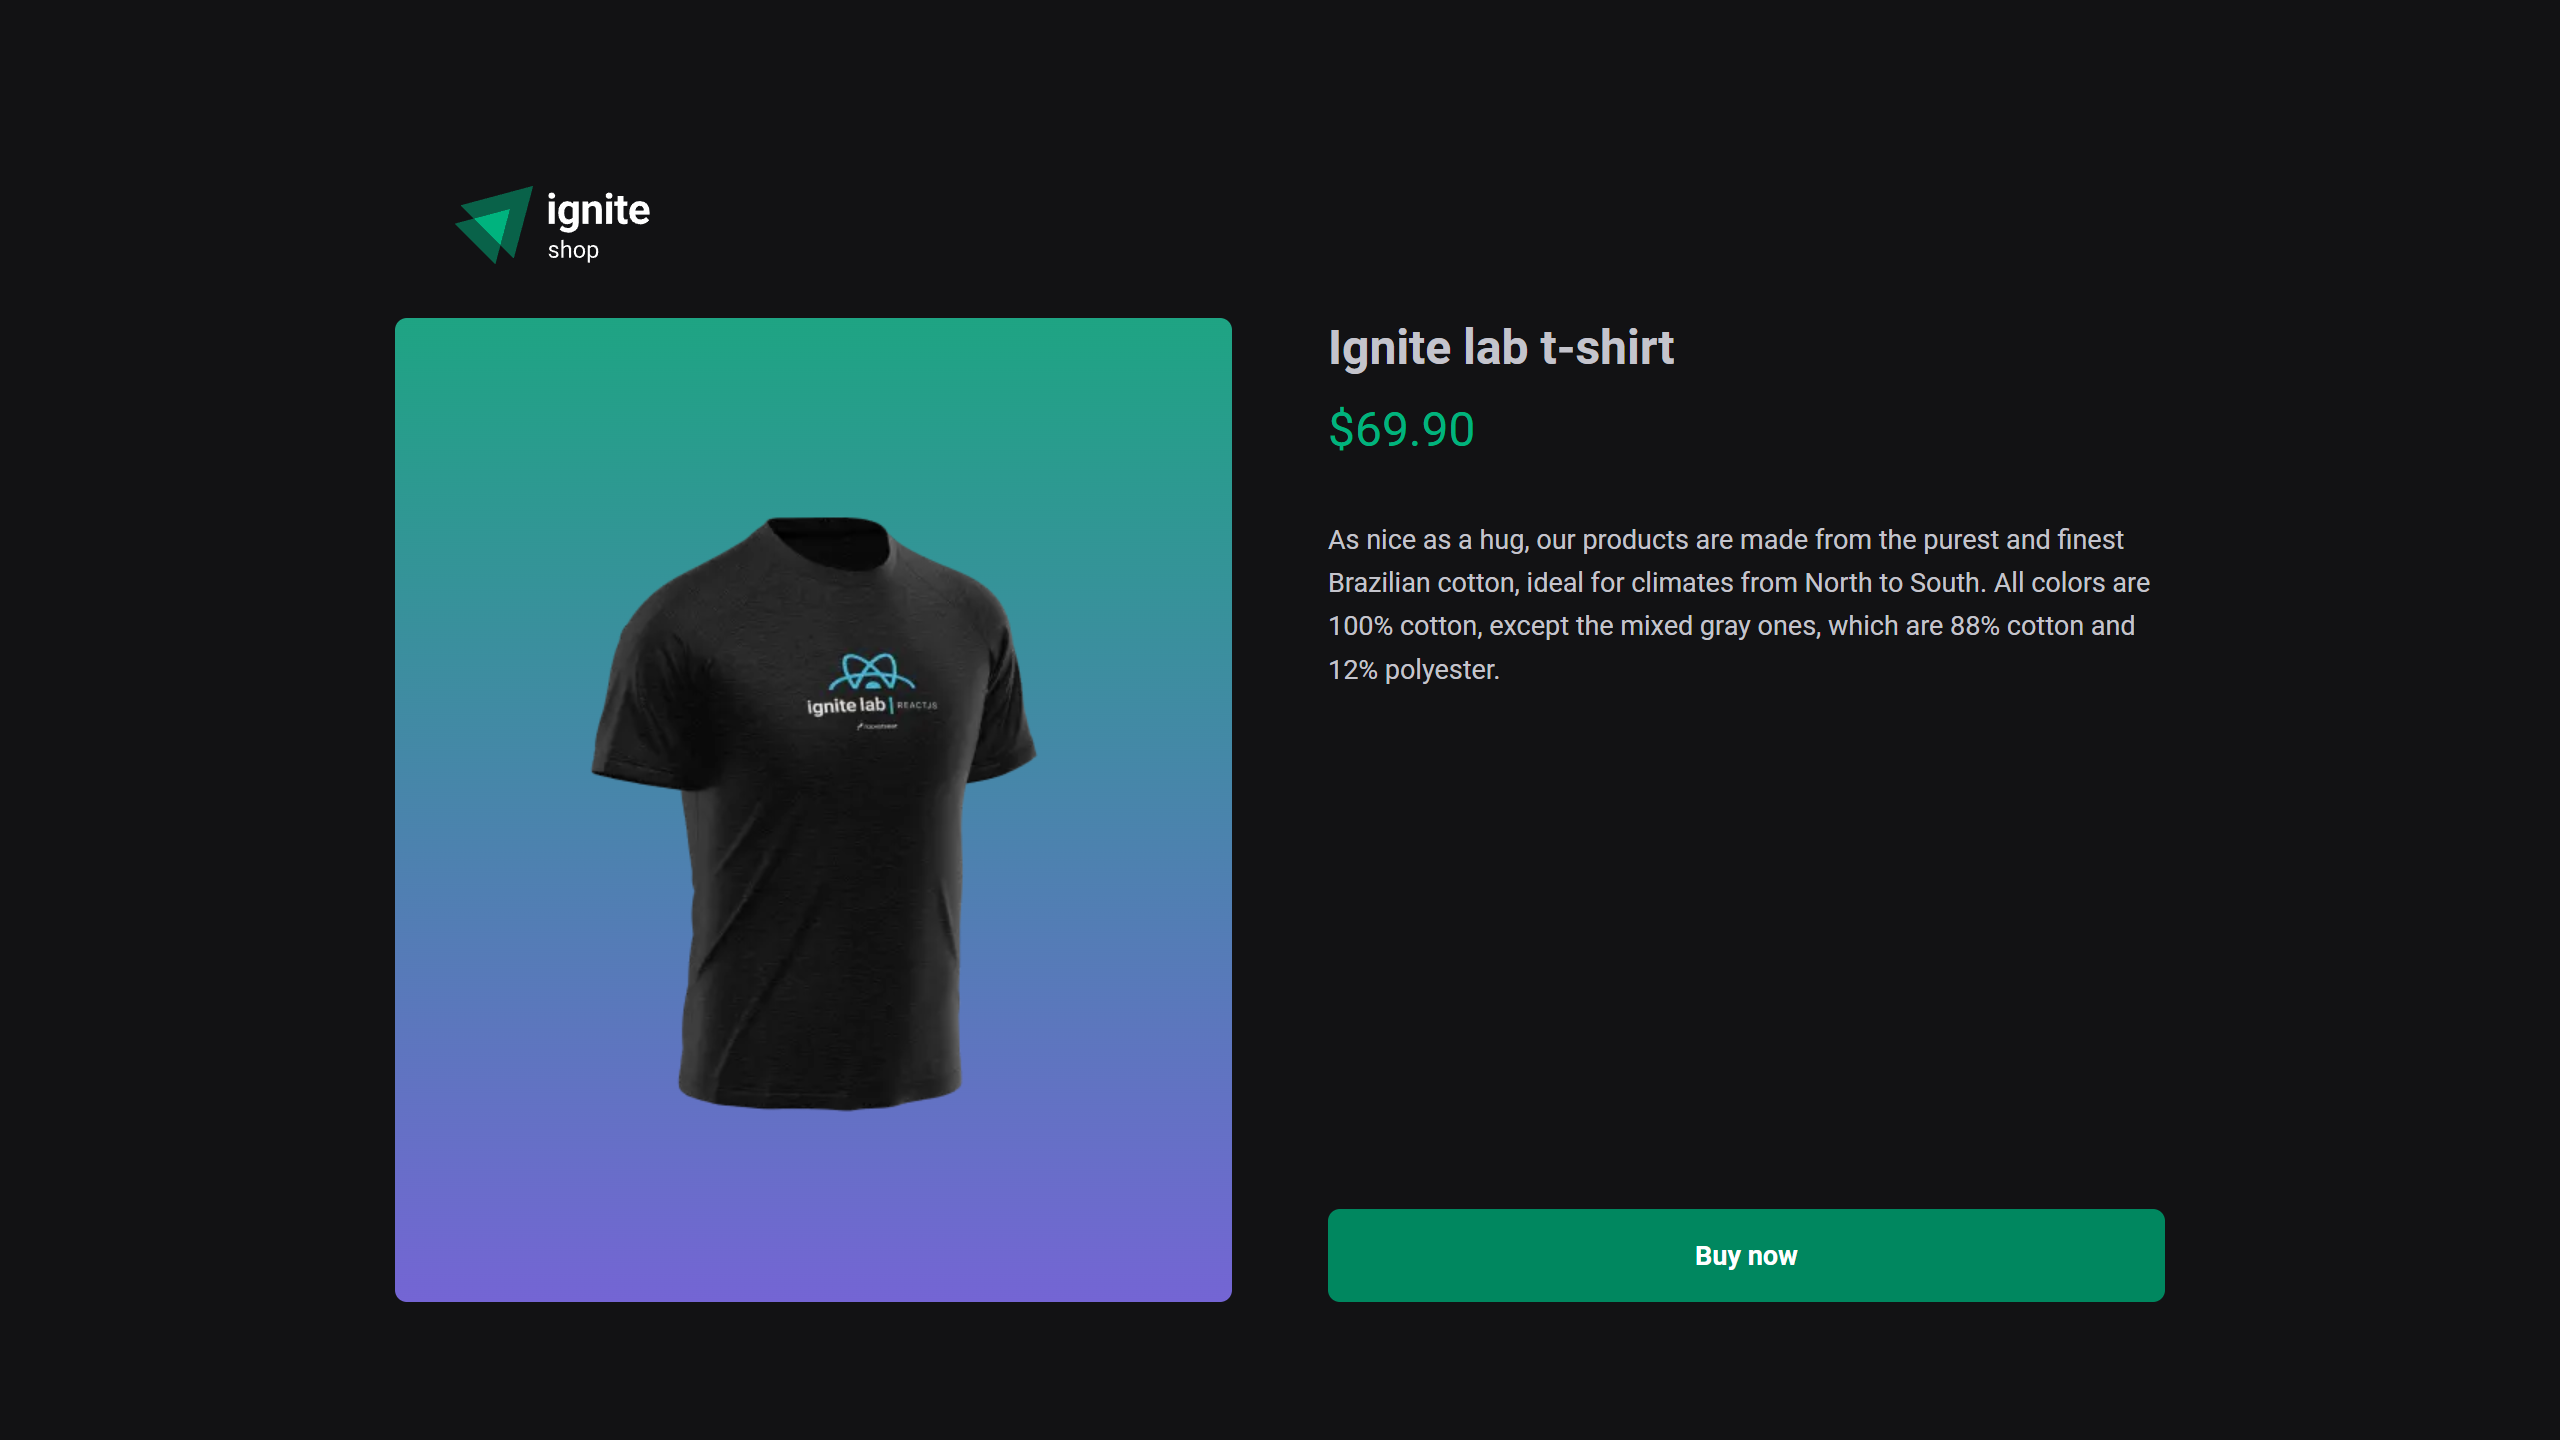 ignite
shop
Ignite lab t-shirt
$69.90
As nice as a hug, our products are made from the purest and finest
Brazilian cotton, ideal for climates from North to South. All colors are
100% cotton, except the mixed gray ones, which are 88% cotton and
12% polyester.
ignite lab | REACTJS
Buy now